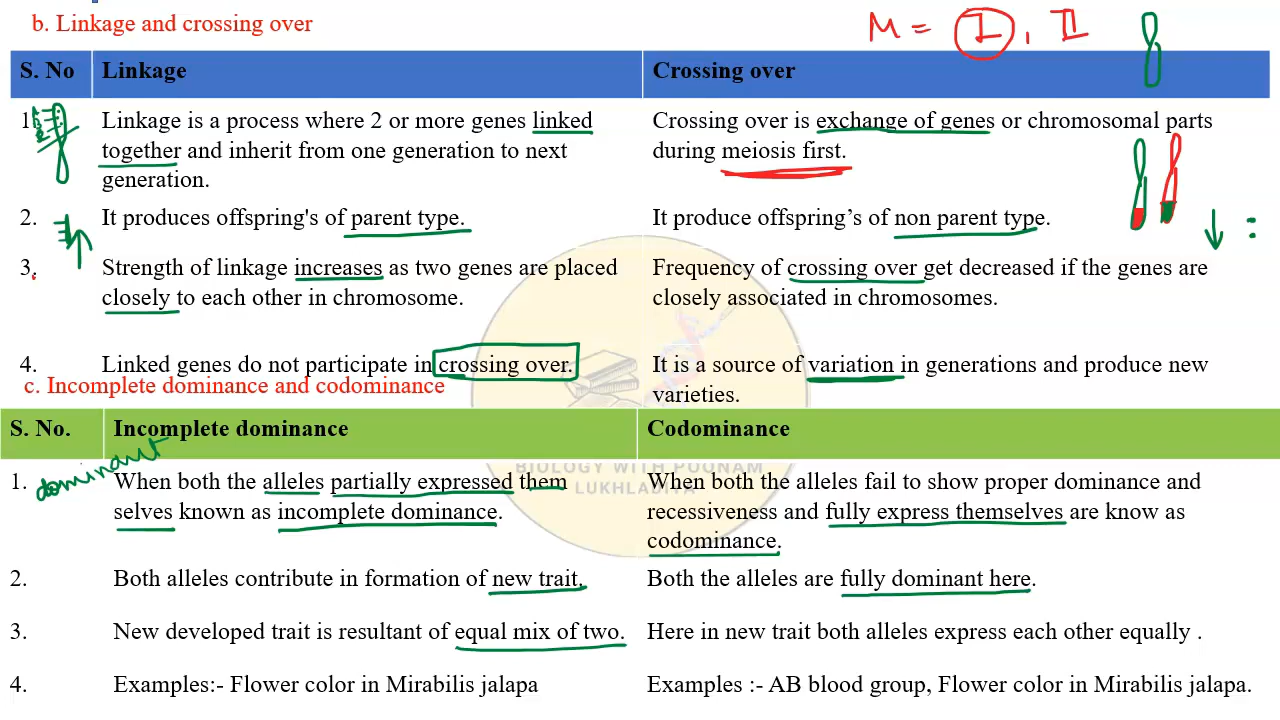 b. Linkage and crossing over
M = I, II
S. No Linkage Crossing over
1. Linkage is a process where 2 or more genes linked together and inherit from one generation to next generation. Crossing over is exchange of genes or chromosomal parts during meiosis first.
2. It produces offspring's of parent type. It produce offspring’s of non parent type.
3. Strength of linkage increases as two genes are placed closely to each other in chromosome. Frequency of crossing over get decreased if the genes are closely associated in chromosomes.
4. Linked genes do not participate in crossing over. It is a source of variation in generations and produce new varieties.
c. Incomplete dominance and codominance
S. No. Incomplete dominance Codominance
dominant
BIOLOGY WITH POONAM
LUKHLADIYA
1. When both the alleles partially expressed them selves known as incomplete dominance. When both the alleles fail to show proper dominance and recessiveness and fully express themselves are know as codominance.
2. Both alleles contribute in formation of new trait. Both the alleles are fully dominant here.
3. New developed trait is resultant of equal mix of two. Here in new trait both alleles express each other equally .
4. Examples:- Flower color in Mirabilis jalapa Examples :- AB blood group, Flower color in Mirabilis jalapa.